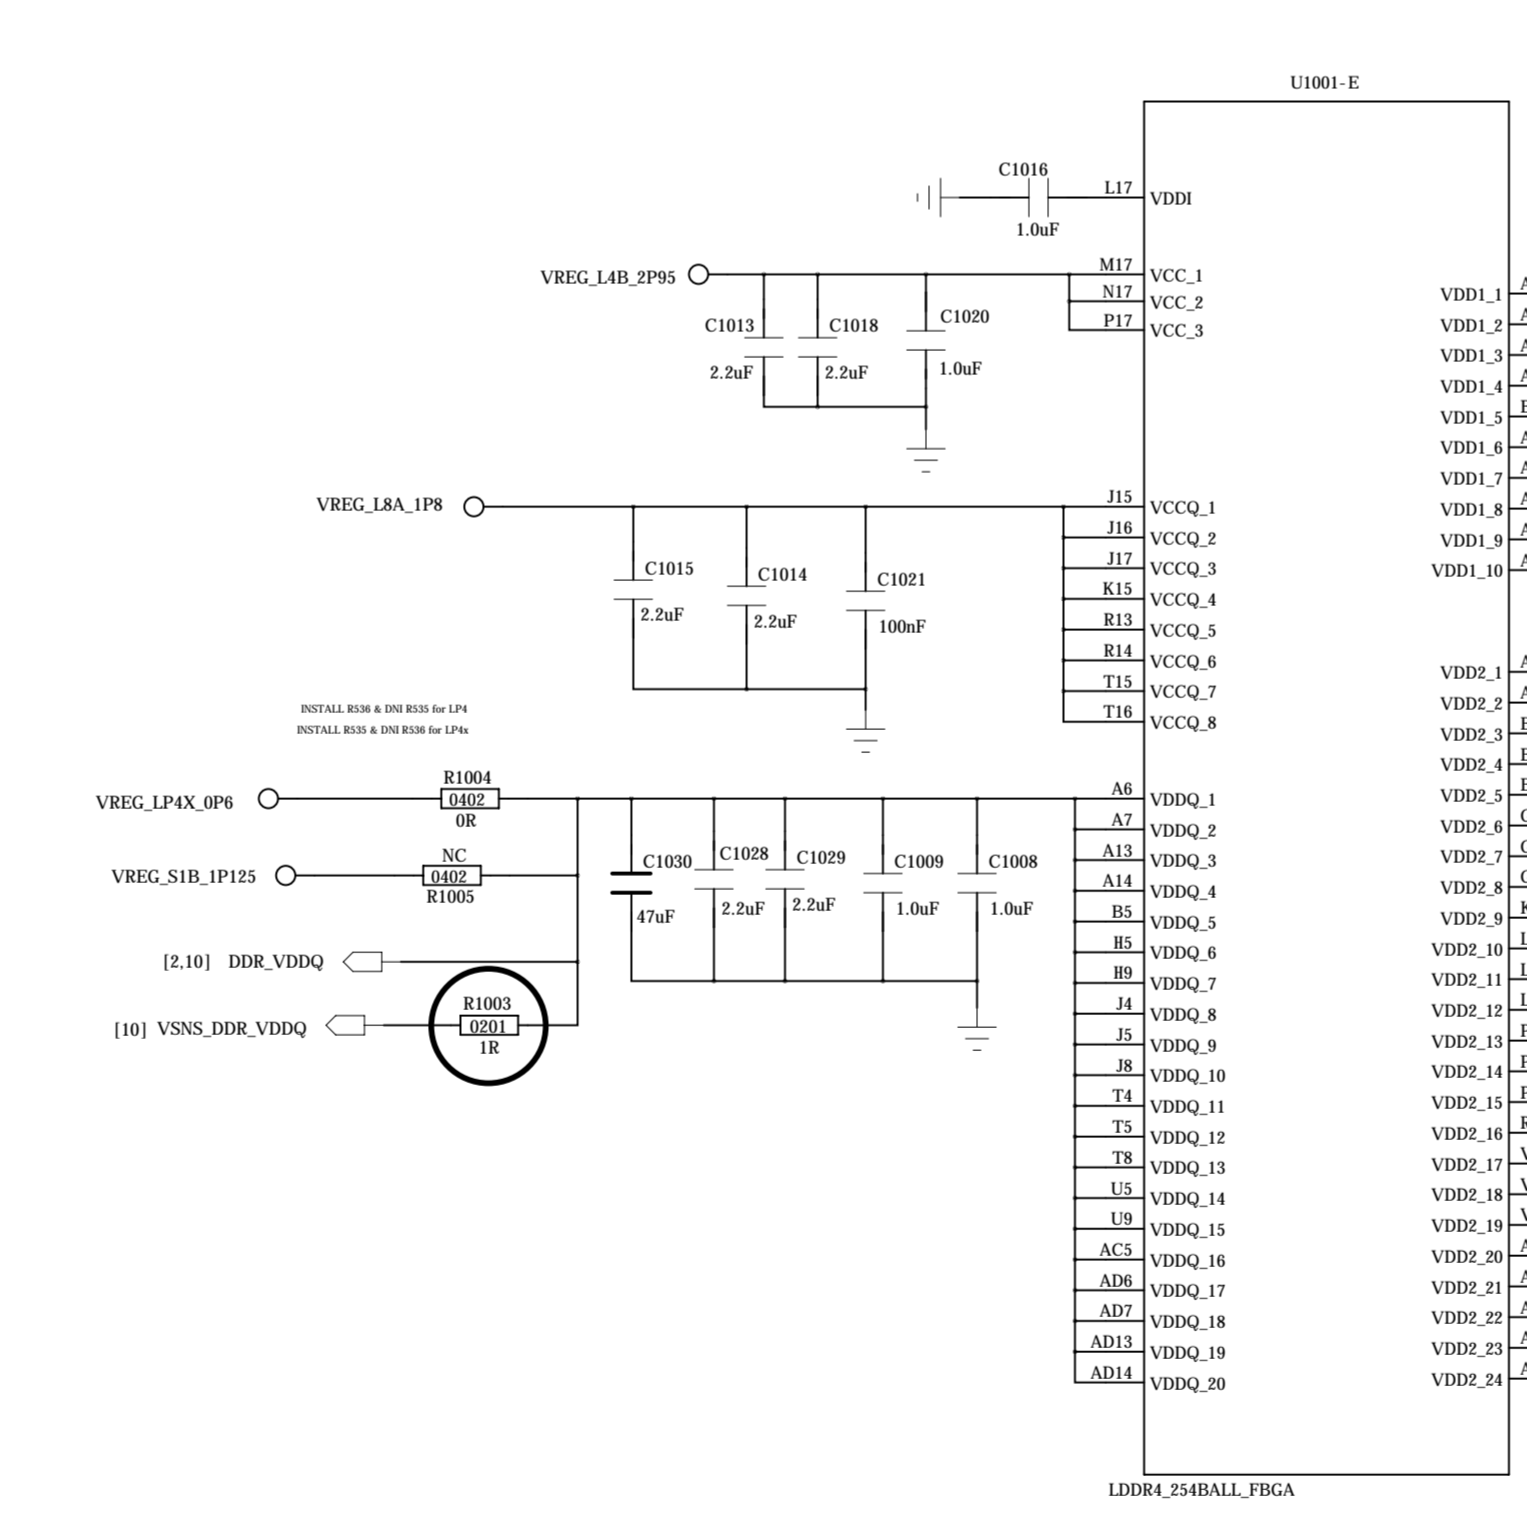 U1001-E
C1016
L17
VDDI
1.0uF
M17
VREG_L4B_2P95
VCC_1
N17
VCC_2
VDD1_1
P17
C1013
C1018
C1020
VCC_3
VDD1_2
VDD1_3
2.2uF
2.2uF
1.0uF
VDD1_4
VDD1_5
VDD1_6
VDD1_7
VREG_L8A_1P8
J15
VCCQ_1
VDD1_8
J16
VCCQ_2
VDD1_9
C1015
C1014
C1021
J17
VCCQ_3
VDD1_10
K15
VCCQ_4
2.2uF
2.2uF
100nF
R13
VCCQ_5
R14
VCCQ_6
VDD2_1
T15
VCCQ_7
VDD2_2
INSTALL R536 & DNI R535 for LP4
T16
VCCQ_8
INSTALL R535 & DNI R536 for LP4x
VDD2_3
VDD2_4
R1004
VREG_LP4X_0P6
0402
A6
VDDQ_1
VDD2_5
0R
A7
VDDQ_2
VDD2_6
NC
C1030
C1028
C1029
C1009
C1008
A13
VDDQ_3
VDD2_7
VREG_S1B_1P125
0402
R1005
A14
VDDQ_4
VDD2_8
47uF
2.2uF
2.2uF
1.0uF
1.0uF
B5
VDDQ_5
VDD2_9
H5
VDDQ_6
VDD2_10
[2,10] DDR_VDDQ
H9
VDDQ_7
VDD2_11
R1003
J4
VDDQ_8
VDD2_12
[10] VSNS_DDR_VDDQ
0201
1R
J5
VDDQ_9
VDD2_13
J8
VDDQ_10
VDD2_14
T4
VDDQ_11
VDD2_15
T5
VDDQ_12
VDD2_16
T8
VDDQ_13
VDD2_17
U5
VDDQ_14
VDD2_18
U9
VDDQ_15
VDD2_19
AC5
VDDQ_16
VDD2_20
AD6
VDDQ_17
VDD2_21
AD7
VDDQ_18
VDD2_22
AD13
VDDQ_19
VDD2_23
AD14
VDDQ_20
VDD2_24
LDDR4_254BALL_FBGA